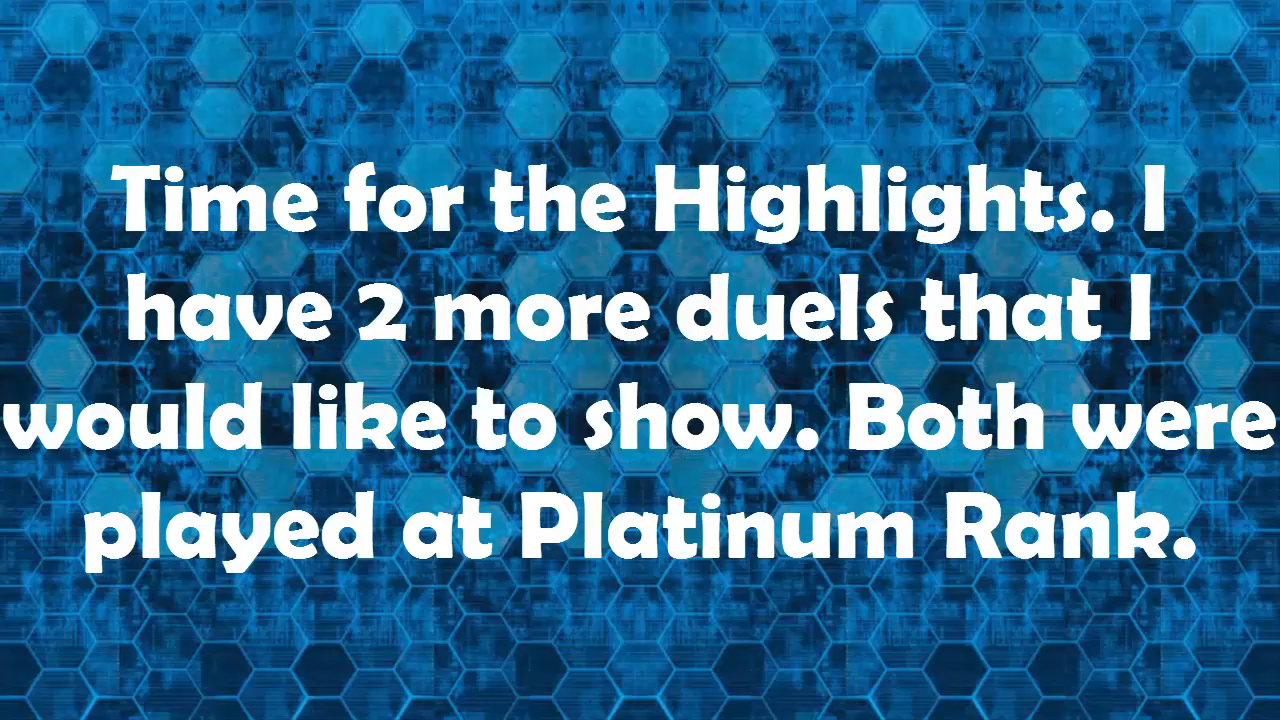 Time for the Highlights. I
have 2 more duels that I
would like to show. Both were
played at Platinum Rank.